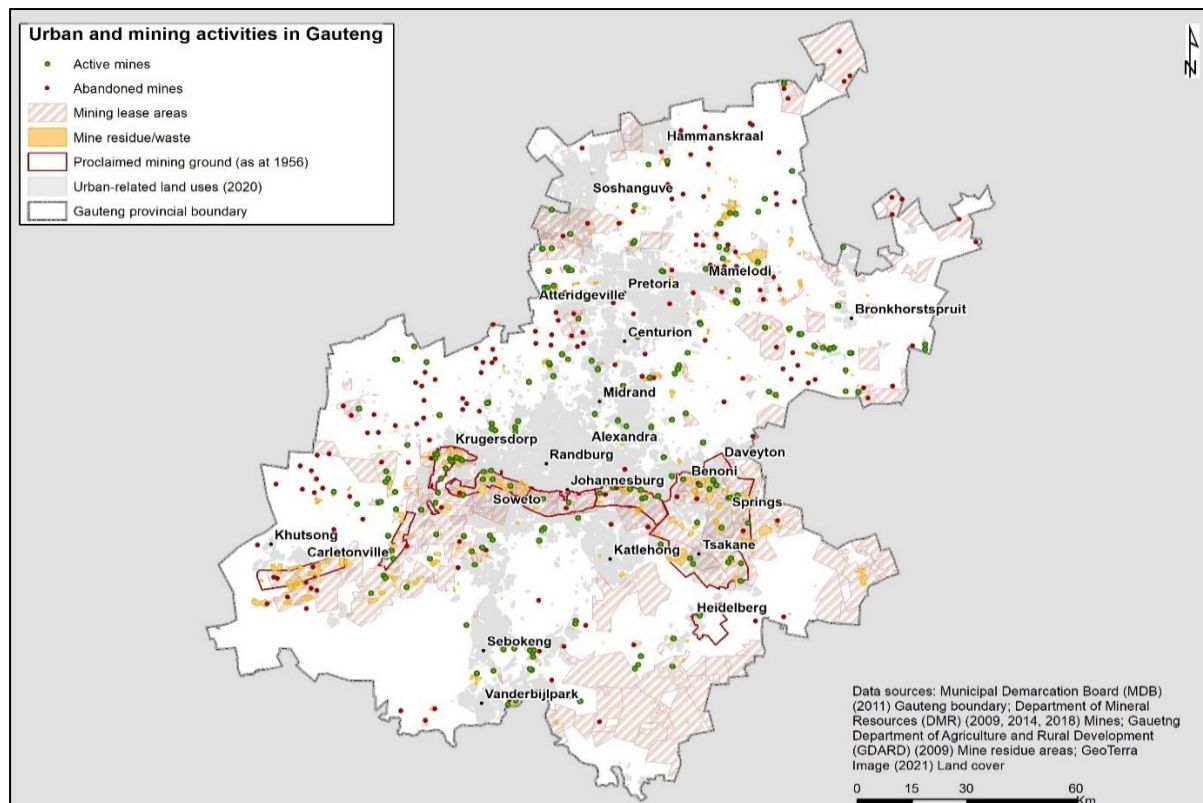 Urban and mining activities in Gauteng
Active mines
Abandoned mines
Mining lease areas
Mine residue/waste
Proclaimed mining ground (as at 1956)
Urban-related land uses (2020)
Gauteng provincial boundary
N
Hammanskraal
Soshanguve
Mamelodi
Pretoria
Atteridgeville
Bronkhorstspruit
Centurion
Midrand
Krugersdorp
Alexandra
Daveyton
Randburg
Benoni
Johannesburg
Soweto
Springs
Khutsong
Carletonville
Katlehong
Tsakane
Heidelberg
Sebokeng
Vanderbijlpark
Data sources: Municipal Demarcation Board (MDB)
(2011) Gauteng boundary; Department of Mineral
Resources (DMR) (2009, 2014, 2018) Mines; Gauetng
Department of Agriculture and Rural Development
(GDARD) (2009) Mine residue areas; GeoTerra
Image (2021) Land cover
0 15 30 60
Km